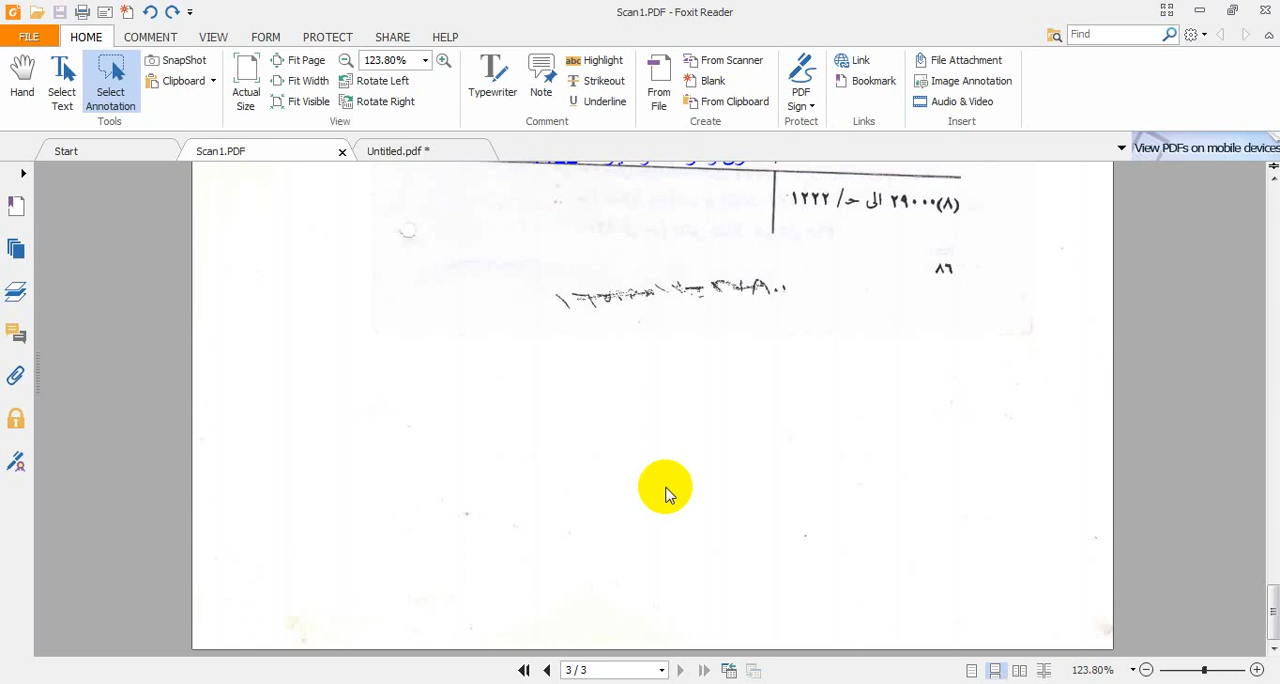 Scan1.PDF - Foxit Reader
FILE
HOME
COMMENT
VIEW
FORM
PROTECT
SHARE
HELP
Find
Hand
Select Text
Select Annotation
SnapShot
Clipboard
Tools
Actual Size
Fit Page
Fit Width
Fit Visible
123.80%
Rotate Left
Rotate Right
View
Typewriter
Note
Highlight
Strikeout
Underline
Comment
From File
From Scanner
Blank
From Clipboard
Create
PDF Sign
Protect
Link
Bookmark
Links
File Attachment
Image Annotation
Audio & Video
Insert
Start
Scan1.PDF
Untitled.pdf *
View PDFs on mobile devices
(٨)٢٩٠٠٠ الى حـ/ ١٢٢٢
٨٦
3 / 3
123.80%